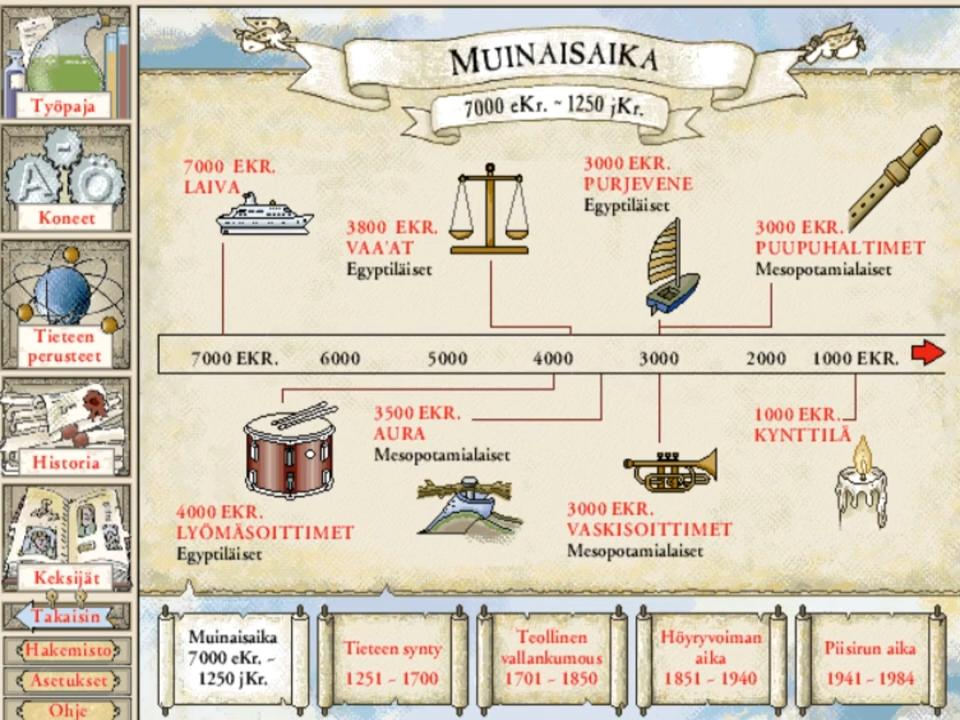 MUINAISAIKA
7000 eKr. ~ 1250 jKr.
Työpaja
A Ö
Koneet
Tieteen
perusteet
Historia
Keksijät
Takaisin
Hakemisto
Asetukset
Ohje
7000 EKR.
LAIVA
3800 EKR.
VAA'AT
Egyptiläiset
3000 EKR.
PURJEVENE
Egyptiläiset
3000 EKR.
PUUPUHALTIMET
Mesopotamialaiset
7000 EKR. 6000 5000 4000 3000 2000 1000 EKR.
4000 EKR.
LYÖMÄSOITTIMET
Egyptiläiset
3500 EKR.
AURA
Mesopotamialaiset
3000 EKR.
VASKISOITTIMET
Mesopotamialaiset
1000 EKR.
KYNTTILÄ
Muinaisaika
7000 eKr. ~
1250 jKr.
Tieteen synty
1251 ~ 1700
Teollinen
vallankumous
1701 ~ 1850
Höyryvoiman
aika
1851 ~ 1940
Piisirun aika
1941 ~ 1984